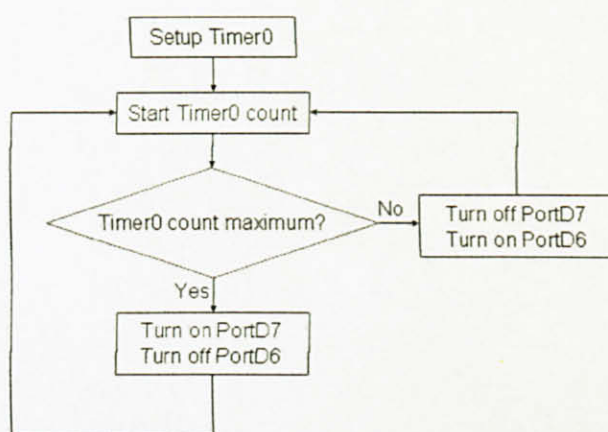 Setup Timer0
Start Timer0 count
Timer0 count maximum?
No
Turn off PortD7
Turn on PortD6
Yes
Turn on PortD7
Turn off PortD6